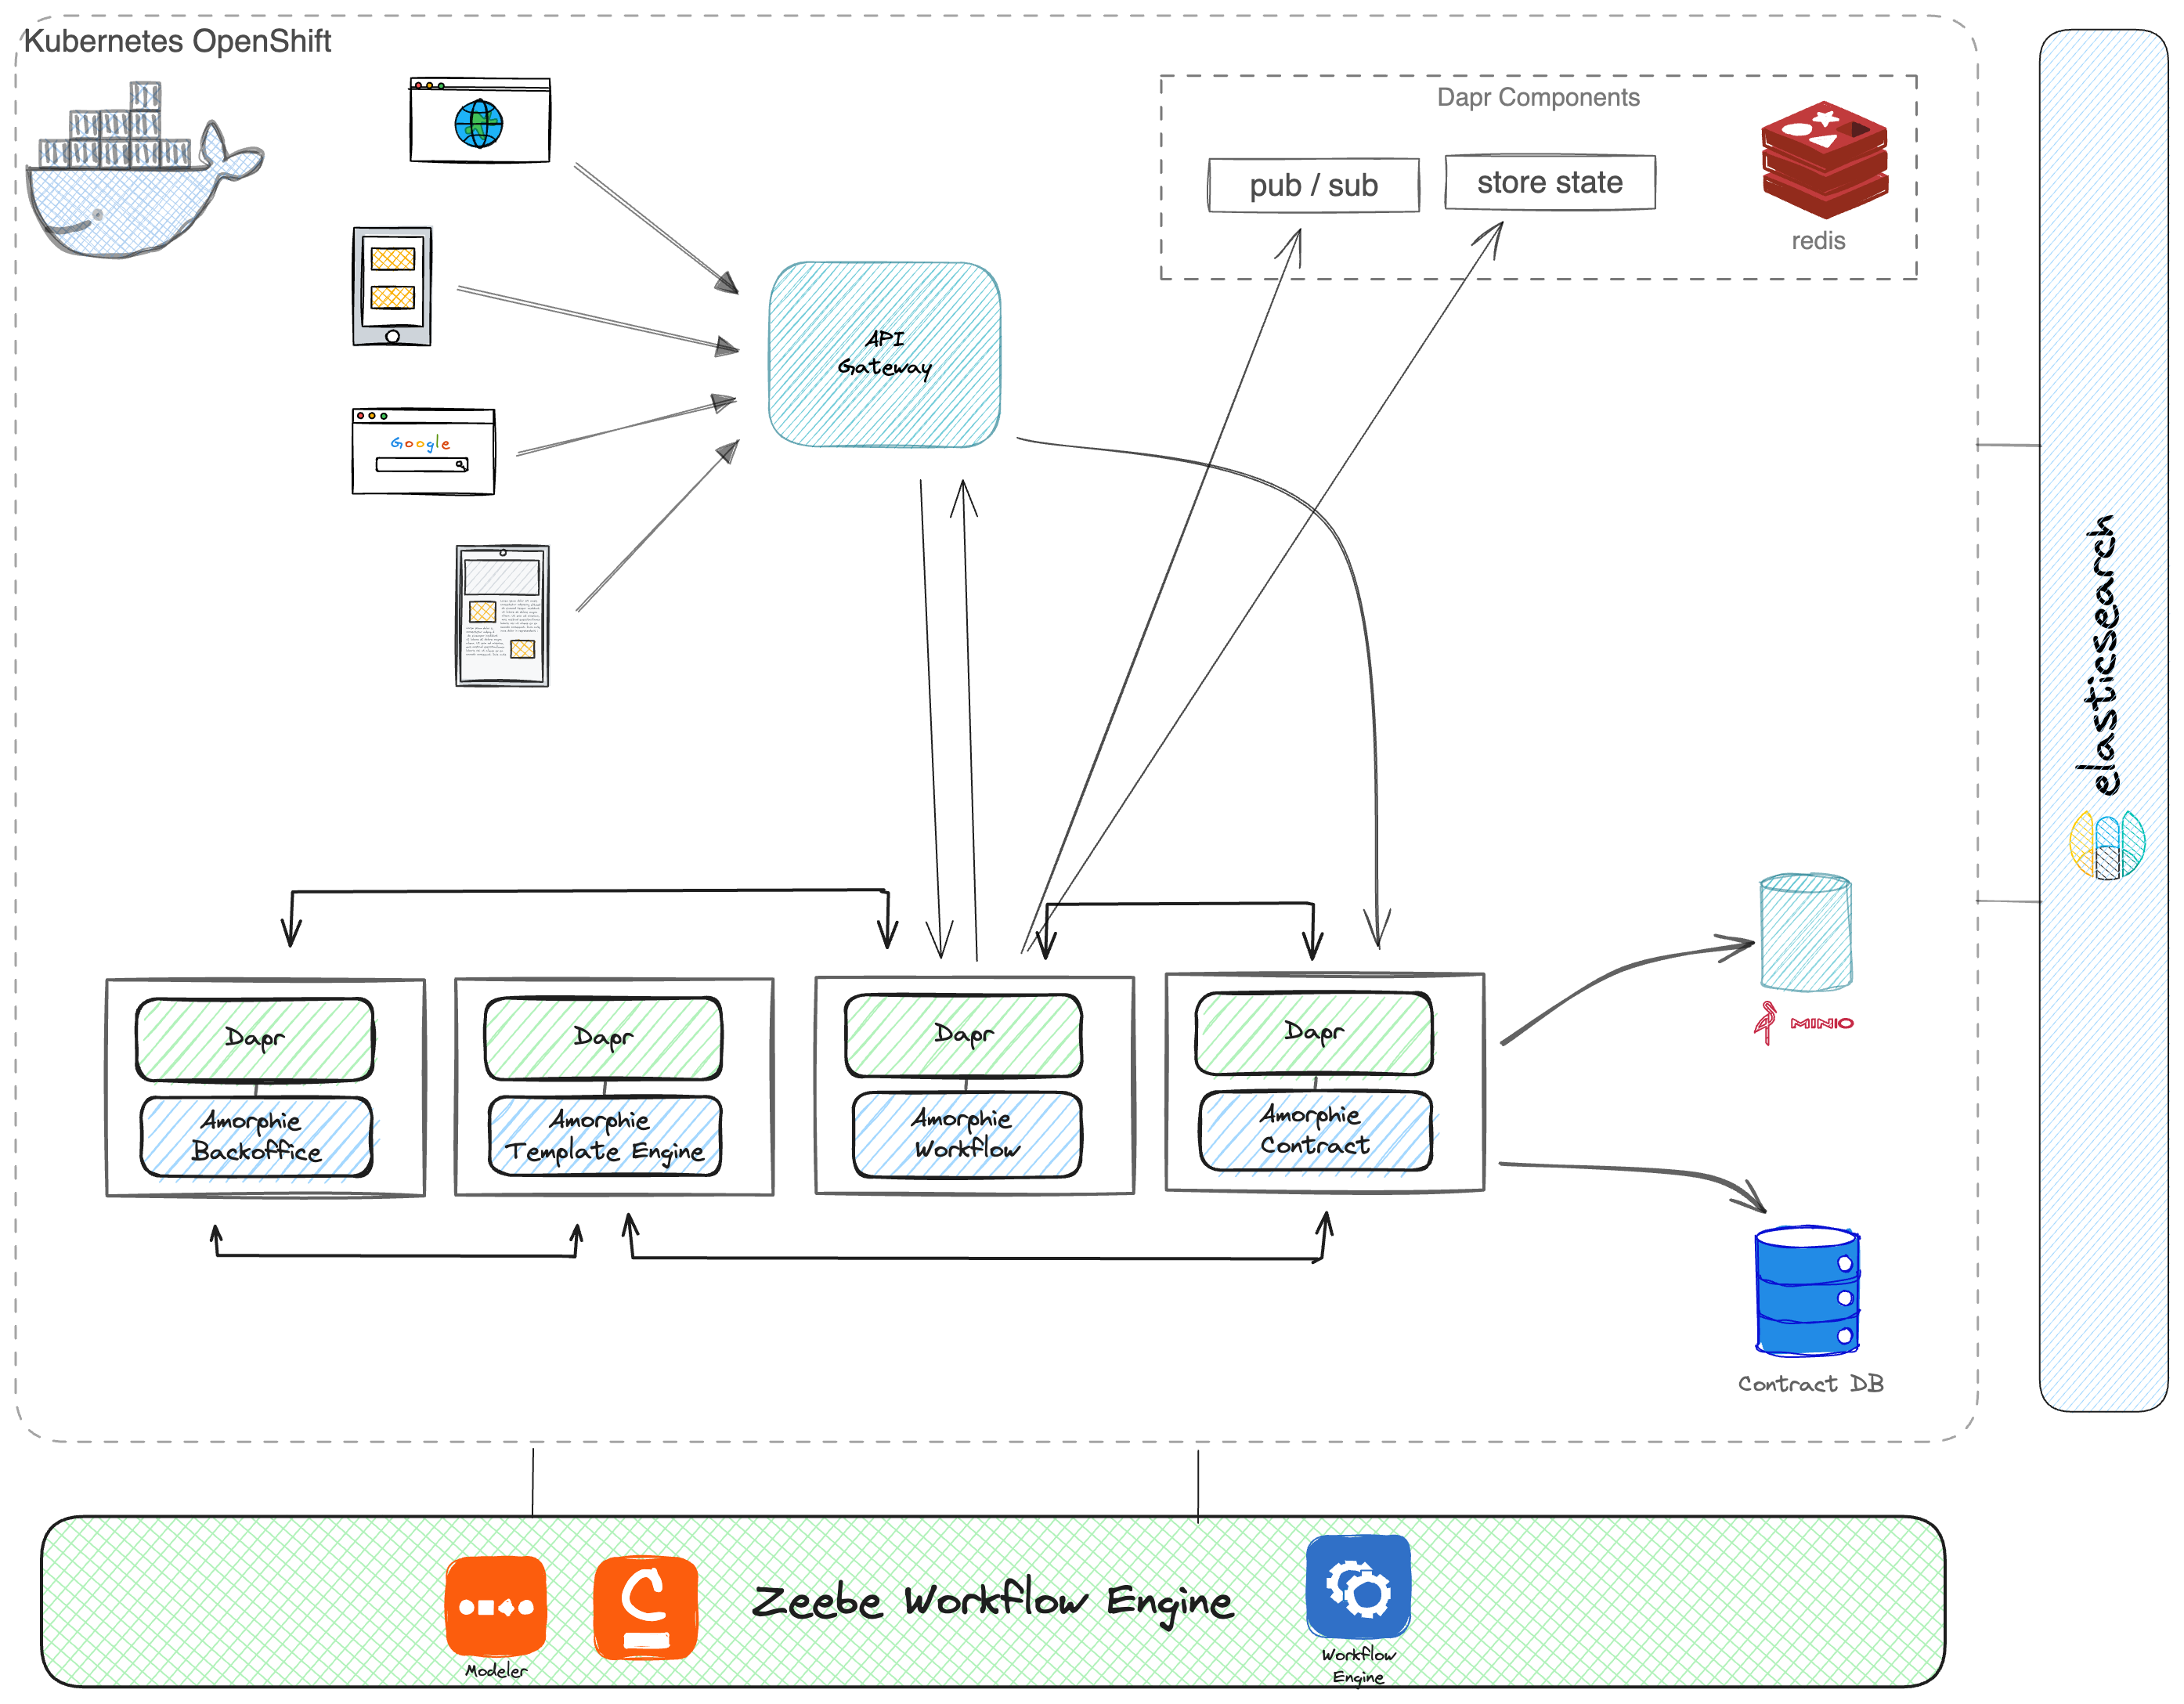 Kubernetes OpenShift
Dapr Components
pub / sub
store state
redis
API
Gateway
Google
elasticsearch
Dapr
Amorphie
Backoffice
Dapr
Amorphie
Template Engine
Dapr
Amorphie
Workflow
Dapr
Amorphie
Contract
MINIO
Contract DB
Modeler
C
Zeebe Workflow Engine
Workflow
Engine